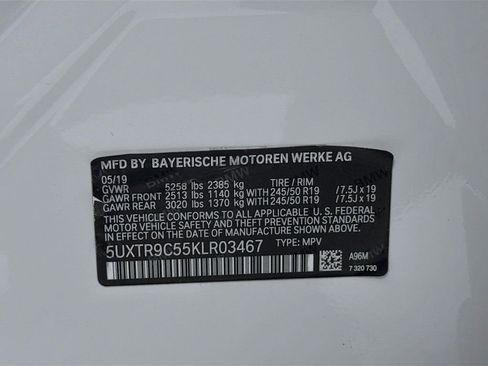 MFD BY BAYERISCHE MOTOREN WERKE AG
05/19
GVWR 5258 lbs 2385 kg TIRE / RIM
GAWR FRONT 2513 lbs 1140 kg WITH 245/50 R19 /7.5J x 19
GAWR REAR 3020 lbs 1370 kg WITH 245/50 R19 /7.5J x 19
THIS VEHICLE CONFORMS TO ALL APPLICABLE FEDERAL MOTOR
VEHICLE SAFETY AND THEFT PREVENTION STANDARDS IN
EFFECT ON THE DATE OF MANUFACTURE SHOWN ABOVE.
5UXTR9C55KLR03467 TYPE: MPV
A96M
7 320 730